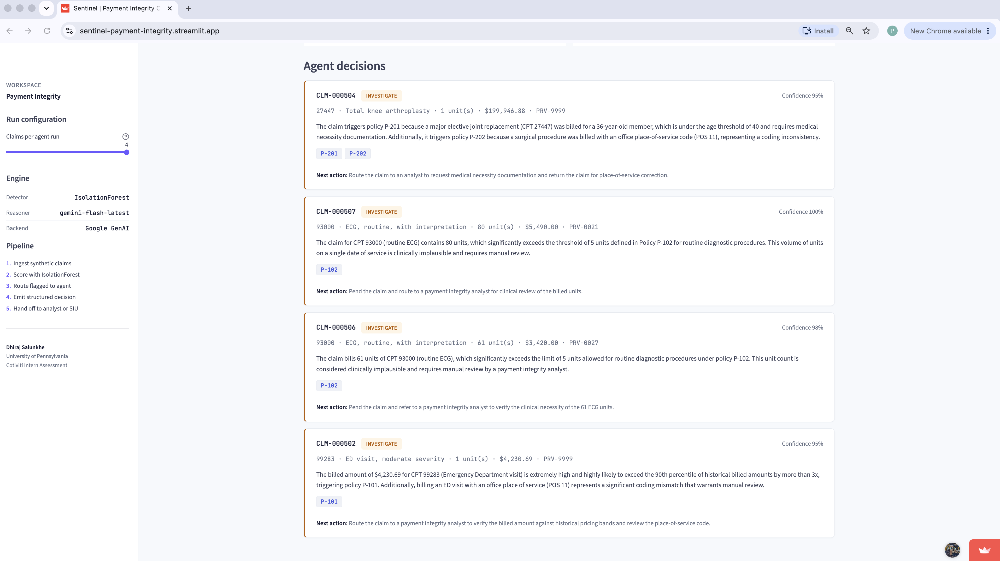 Sentinel | Payment Integrity C
sentinel-payment-integrity.streamlit.app
Install
P
New Chrome available
WORKSPACE
Payment Integrity
Run configuration
Claims per agent run
4
Engine
Detector IsolationForest
Reasoner gemini-flash-latest
Backend Google GenAI
Pipeline
1. Ingest synthetic claims
2. Score with IsolationForest
3. Route flagged to agent
4. Emit structured decision
5. Hand off to analyst or SIU
Dhiraj Salunkhe
University of Pennsylvania
Cotiviti Intern Assessment
Agent decisions
CLM-000504 INVESTIGATE Confidence 95%
27447 · Total knee arthroplasty · 1 unit(s) · $199,946.88 · PRV-9999
The claim triggers policy P-201 because a major elective joint replacement (CPT 27447) was billed for a 36-year-old member, which is under the age threshold of 40 and requires medical
necessity documentation. Additionally, it triggers policy P-202 because a surgical procedure was billed with an office place-of-service code (POS 11), representing a coding inconsistency.
P-201 P-202
Next action: Route the claim to an analyst to request medical necessity documentation and return the claim for place-of-service correction.
CLM-000507 INVESTIGATE Confidence 100%
93000 · ECG, routine, with interpretation · 80 unit(s) · $5,490.00 · PRV-0021
The claim for CPT 93000 (routine ECG) contains 80 units, which significantly exceeds the threshold of 5 units defined in Policy P-102 for routine diagnostic procedures. This volume of units
on a single date of service is clinically implausible and requires manual review.
P-102
Next action: Pend the claim and route to a payment integrity analyst for clinical review of the billed units.
CLM-000506 INVESTIGATE Confidence 98%
93000 · ECG, routine, with interpretation · 61 unit(s) · $3,420.00 · PRV-0027
The claim bills 61 units of CPT 93000 (routine ECG), which significantly exceeds the limit of 5 units allowed for routine diagnostic procedures under policy P-102. This unit count is
considered clinically implausible and requires manual review by a payment integrity analyst.
P-102
Next action: Pend the claim and refer to a payment integrity analyst to verify the clinical necessity of the 61 ECG units.
CLM-000502 INVESTIGATE Confidence 95%
99283 · ED visit, moderate severity · 1 unit(s) · $4,230.69 · PRV-9999
The billed amount of $4,230.69 for CPT 99283 (Emergency Department visit) is extremely high and highly likely to exceed the 90th percentile of historical billed amounts by more than 3x,
triggering policy P-101. Additionally, billing an ED visit with an office place of service (POS 11) represents a significant coding mismatch that warrants manual review.
P-101
Next action: Route the claim to a payment integrity analyst to verify the billed amount against historical pricing bands and review the place-of-service code.